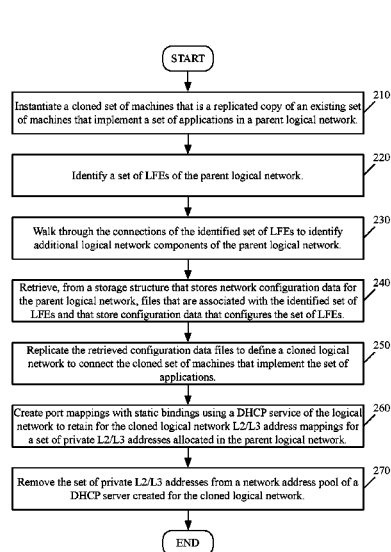 START
210
Instantiate a cloned set of machines that is a replicated copy of an existing set
of machines that implement a set of applications in a parent logical network.
220
Identify a set of LFEs of the parent logical network.
230
Walk through the connections of the identified set of LFEs to identify
additional logical network components of the parent logical network.
240
Retrieve, from a storage structure that stores network configuration data for
the parent logical network, files that are associated with the identified set of
LFEs and that store configuration data that configures the set of LFEs.
250
Replicate the retrieved configuration data files to define a cloned logical
network to connect the cloned set of machines that implement the set of
applications.
260
Create port mappings with static bindings using a DHCP service of the logical
network to retain for the cloned logical network L2/L3 address mappings for
a set of private L2/L3 addresses allocated in the parent logical network.
270
Remove the set of private L2/L3 addresses from a network address pool of a
DHCP server created for the cloned logical network.
END